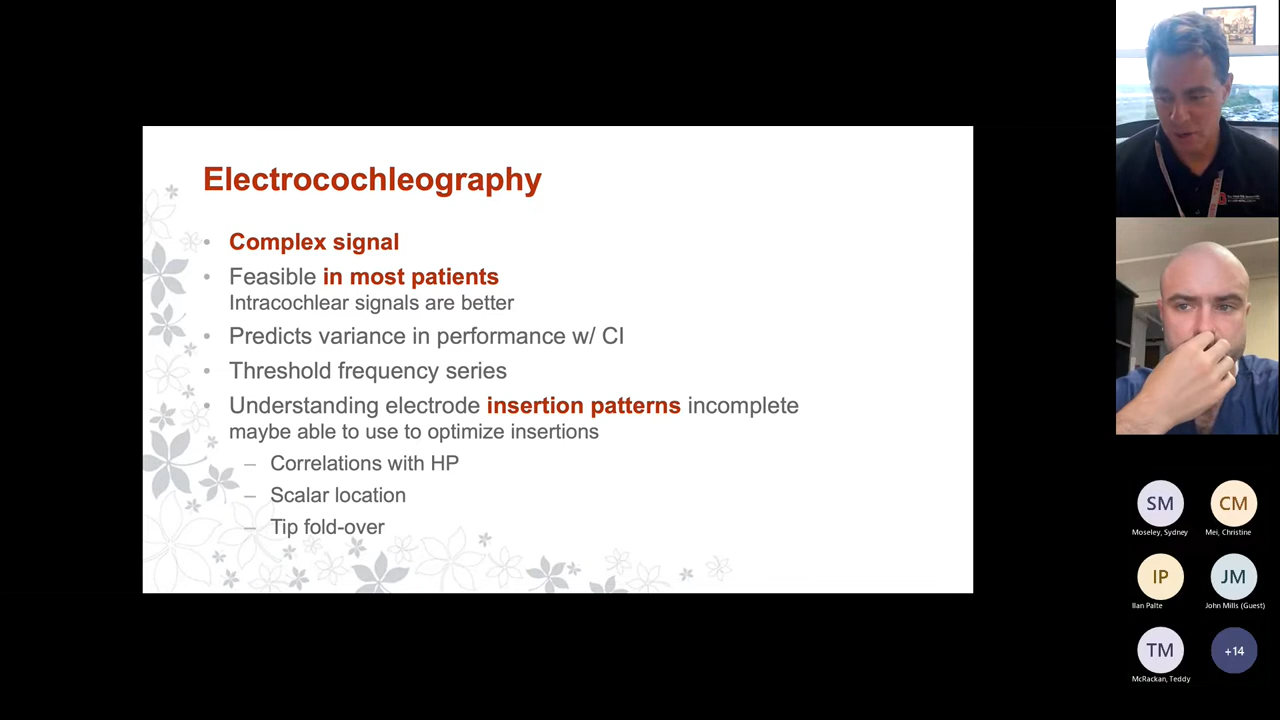 Electrocochleography
• Complex signal
• Feasible in most patients
Intracochlear signals are better
• Predicts variance in performance w/ CI
• Threshold frequency series
• Understanding electrode insertion patterns incomplete
maybe able to use to optimize insertions
– Correlations with HP
– Scalar location
– Tip fold-over
SM
CM
Moseley, Sydney
Mei, Christine
IP
JM
Ilan Palte
John Mills (Guest)
TM
+14
McRackan, Teddy